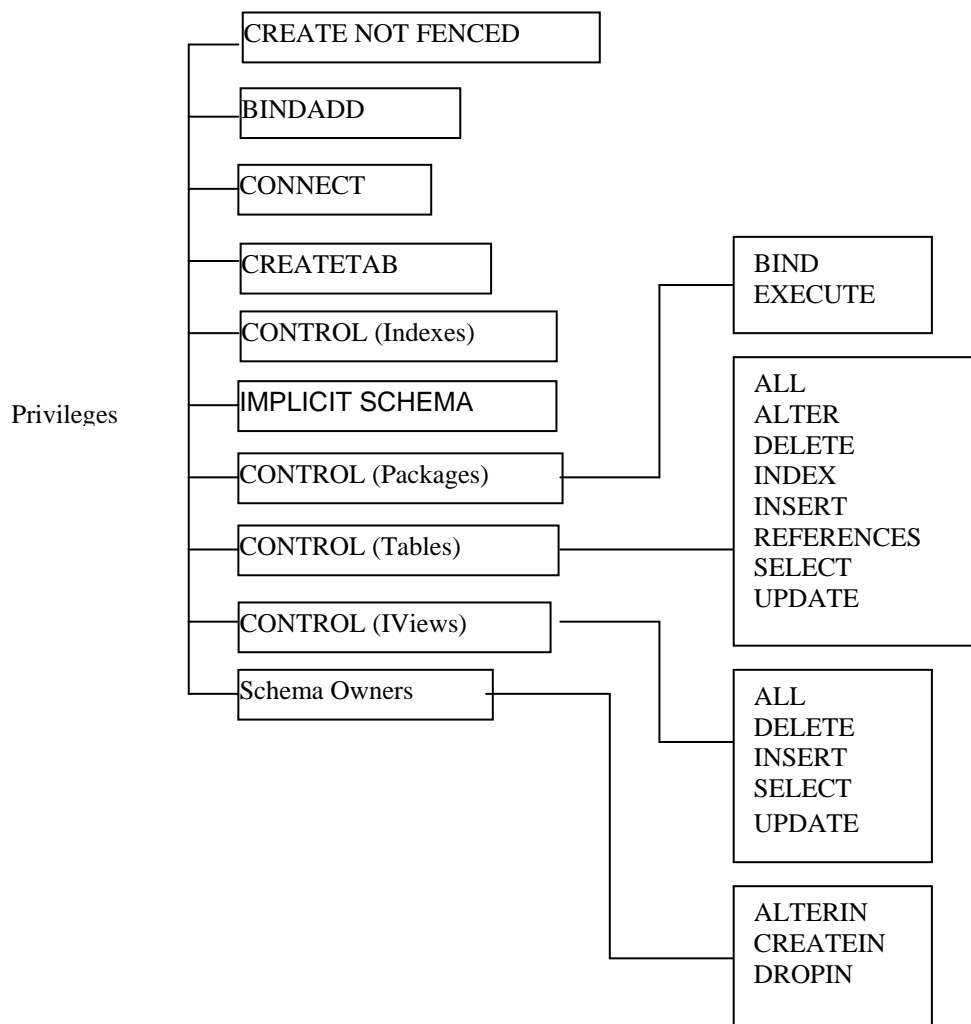 CREATE NOT FENCED
BINDADD
CONNECT
CREATETAB
CONTROL (Indexes)
IMPLICIT SCHEMA
Privileges
CONTROL (Packages)
CONTROL (Tables)
CONTROL (IViews)
Schema Owners
BIND
EXECUTE
ALL
ALTER
DELETE
INDEX
INSERT
REFERENCES
SELECT
UPDATE
ALL
DELETE
INSERT
SELECT
UPDATE
ALTERIN
CREATEIN
DROPIN